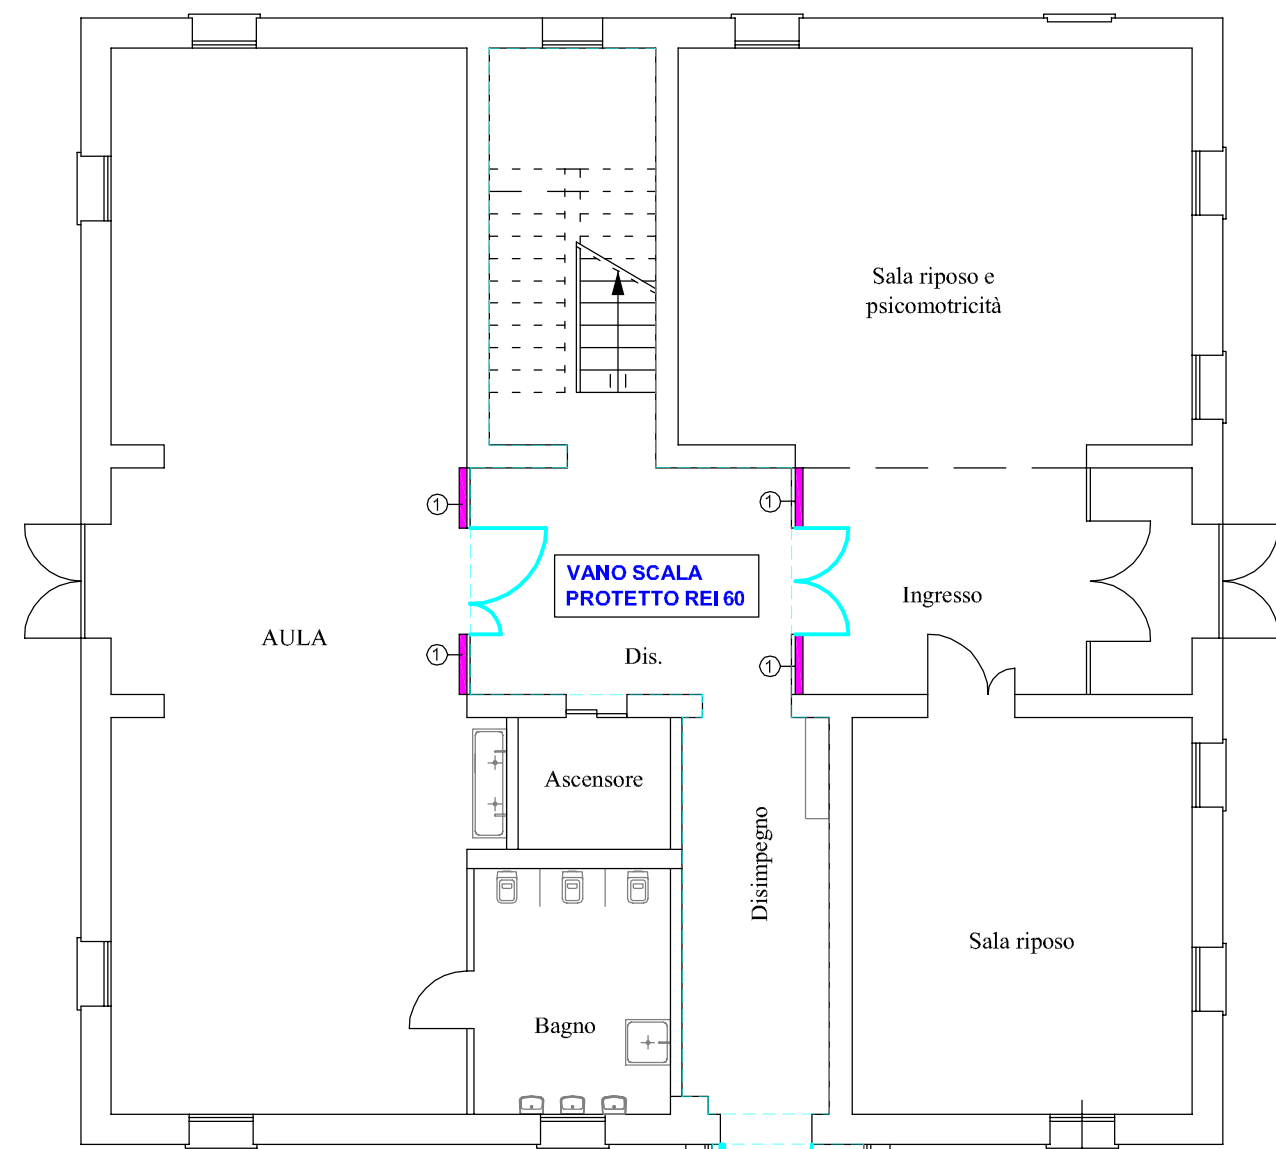 Sala riposo e
psicomotricità
1
1
VANO SCALA
PROTETTO REI 60
Ingresso
AULA
Dis.
1
1
Ascensore
Disimpegno
Sala riposo
Bagno